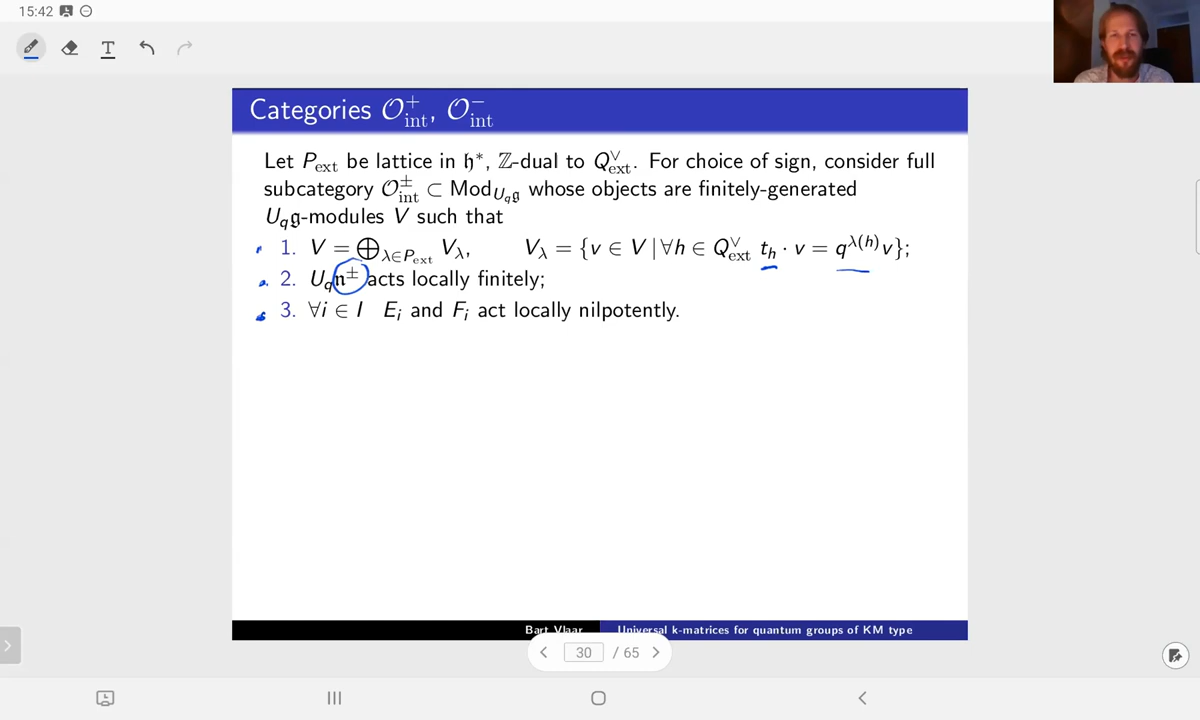 15:42
Categories 𝒪⁺_int, 𝒪⁻_int
Let P_ext be lattice in 𝔥*, ℤ-dual to Q^∨_ext. For choice of sign, consider full
subcategory 𝒪^±_int ⊂ Mod_{U_q𝔤} whose objects are finitely-generated
U_q𝔤-modules V such that
1. V = ⊕_{λ∈P_ext} V_λ, V_λ = {v ∈ V | ∀h ∈ Q^∨_ext t_h · v = q^{λ(h)}v};
2. U_q𝔫^± acts locally finitely;
3. ∀i ∈ I E_i and F_i act locally nilpotently.
Bart Vlaar Universal k-matrices for quantum groups of KM type
30 / 65